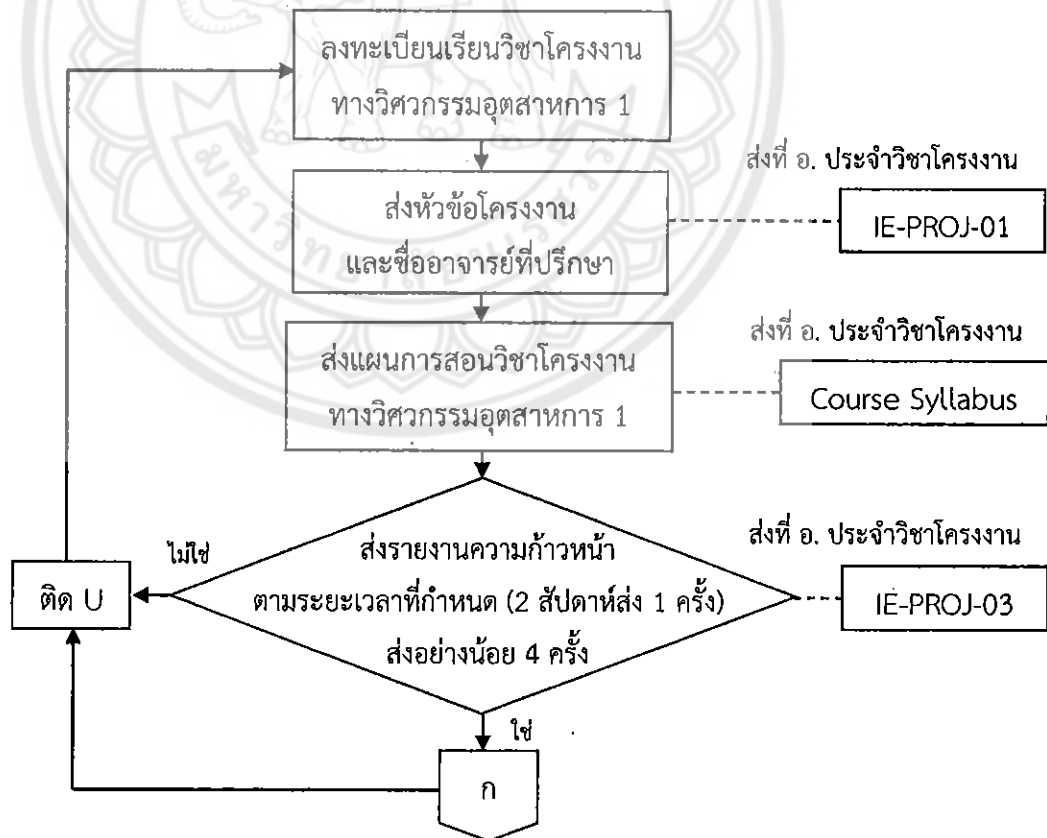 ลงทะเบียนเรียนวิชาโครงงาน
ทางวิศวกรรมอุตสาหการ 1
ส่งที่ อ. ประจำวิชาโครงงาน
ส่งหัวข้อโครงงาน
และชื่ออาจารย์ที่ปรึกษา
IE-PROJ-01
ส่งที่ อ. ประจำวิชาโครงงาน
ส่งแผนการสอนวิชาโครงงาน
ทางวิศวกรรมอุตสาหการ 1
Course Syllabus
ส่งที่ อ. ประจำวิชาโครงงาน
ไม่ใช่
ส่งรายงานความก้าวหน้า
ติด U
ตามระยะเวลาที่กำหนด (2 สัปดาห์ส่ง 1 ครั้ง)
IE-PROJ-03
ส่งอย่างน้อย 4 ครั้ง
ใช่
ก